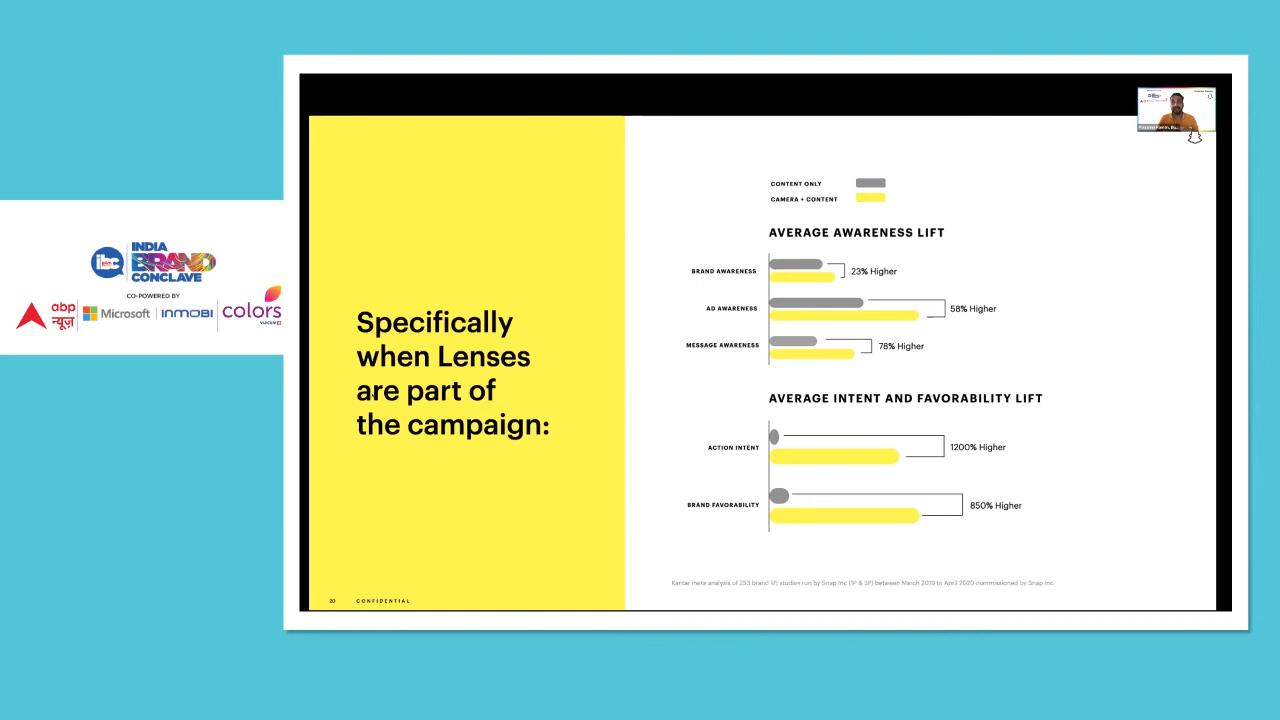 INDIA
BRAND
CONCLAVE
ibc
CO-POWERED BY
abp
न्यूज़
Microsoft
INMOBI
colors
VIACOM18
Specifically
when Lenses
are part of
the campaign:
20 CONFIDENTIAL
CONTENT ONLY
CAMERA + CONTENT
AVERAGE AWARENESS LIFT
BRAND AWARENESS 23% Higher
AD AWARENESS 58% Higher
MESSAGE AWARENESS 78% Higher
AVERAGE INTENT AND FAVORABILITY LIFT
ACTION INTENT 1200% Higher
BRAND FAVORABILITY 850% Higher
Kantar meta analysis of 253 brand lift studies run by Snap Inc (1P & 3P) between March 2019 to April 2020 commissioned by Snap Inc.